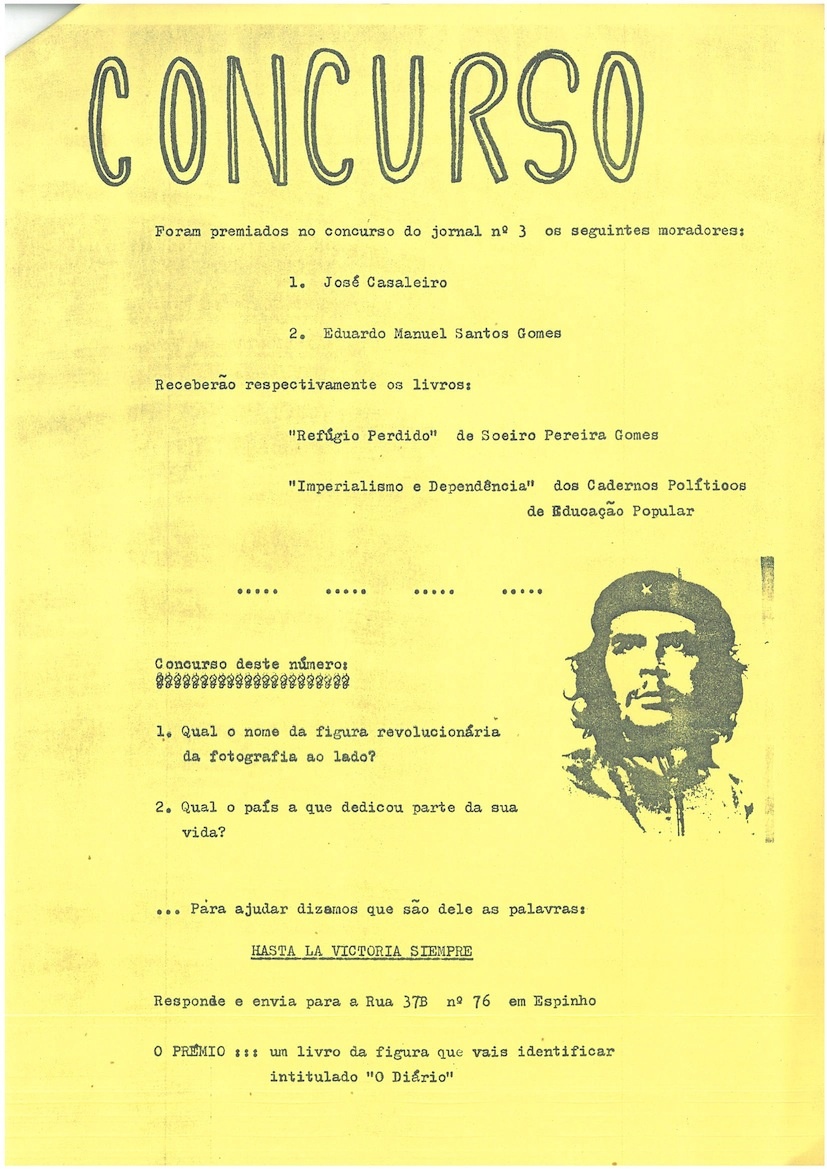 CONCURSO
Foram premiados no concurso do jornal nº 3 os seguintes moradores:
1. José Casaleiro
2. Eduardo Manuel Santos Gomes
Receberão respectivamente os livros:
"Refúgio Perdido" de Soeiro Pereira Gomes
"Imperialismo e Dependência" dos Cadernos Políticos
de Educação Popular
..... ..... ..... .....
Concurso deste número:
1. Qual o nome da figura revolucionária
da fotografia ao lado?
2. Qual o país a que dedicou parte da sua
vida?
... Pára ajudar dizemos que são dele as palavras:
HASTA LA VICTORIA SIEMPRE
Responde e envia para a Rua 37B nº 76 em Espinho
O PRÉMIO ::: um livro da figura que vais identificar
intitulado "O Diário"